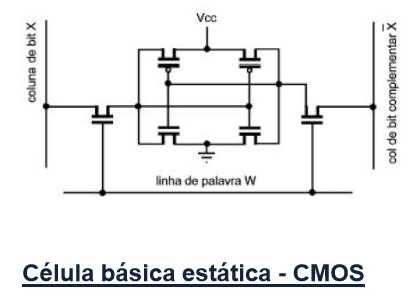 Vcc
coluna de bit X
col de bit complementar X̅
linha de palavra W
Célula básica estática - CMOS